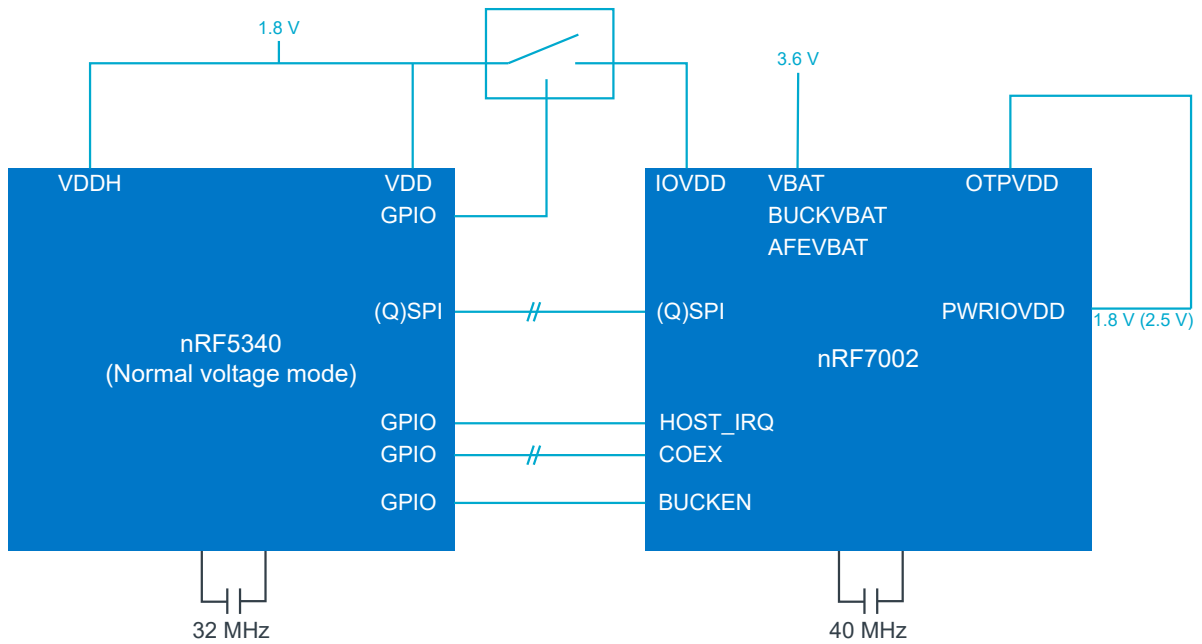 1.8 V
3.6 V
VDDH
VDD
GPIO
IOVDD
VBAT
BUCKVBAT
AFEVBAT
OTPVDD
(Q)SPI
(Q)SPI
PWRIOVDD
1.8 V (2.5 V)
nRF5340
(Normal voltage mode)
nRF7002
GPIO
HOST_IRQ
GPIO
COEX
GPIO
BUCKEN
32 MHz
40 MHz